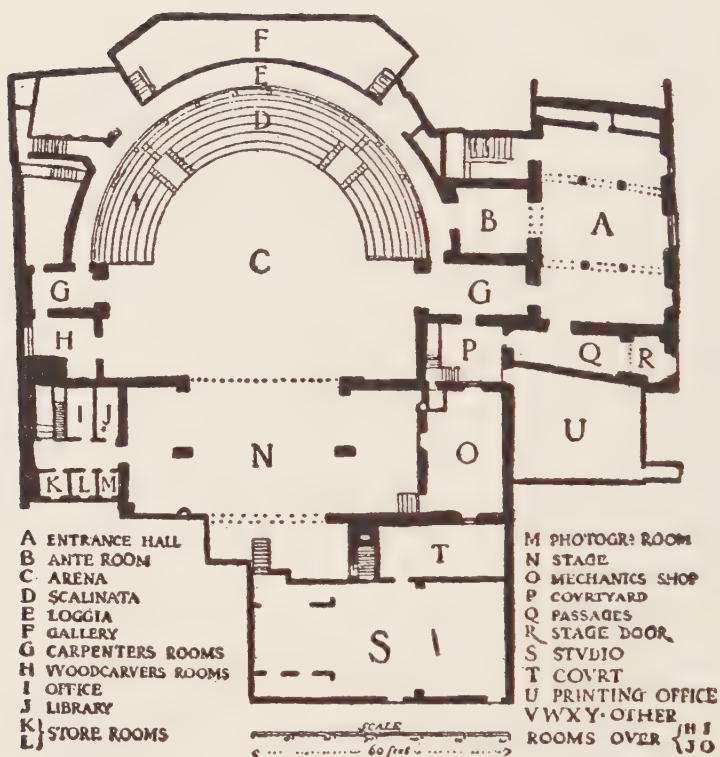 F
E
D
B
A
C
G
G
H
P
Q
R
I
J
N
O
U
K
L
M
T
S
A ENTRANCE HALL
B ANTE ROOM
C ARENA
D SCALINATA
E LOGGIA
F GALLERY
G CARPENTERS ROOMS
H WOODCARVERS ROOMS
I OFFICE
J LIBRARY
K
L } STORE ROOMS
SCALE
60 feet
M PHOTOGR: ROOM
N STAGE
O MECHANICS SHOP
P COVRTYARD
Q PASSAGES
R STAGE DOOR
S STVDIO
T COVRT
U PRINTING OFFICE
V W X Y · OTHER
ROOMS OVER { H I
J O